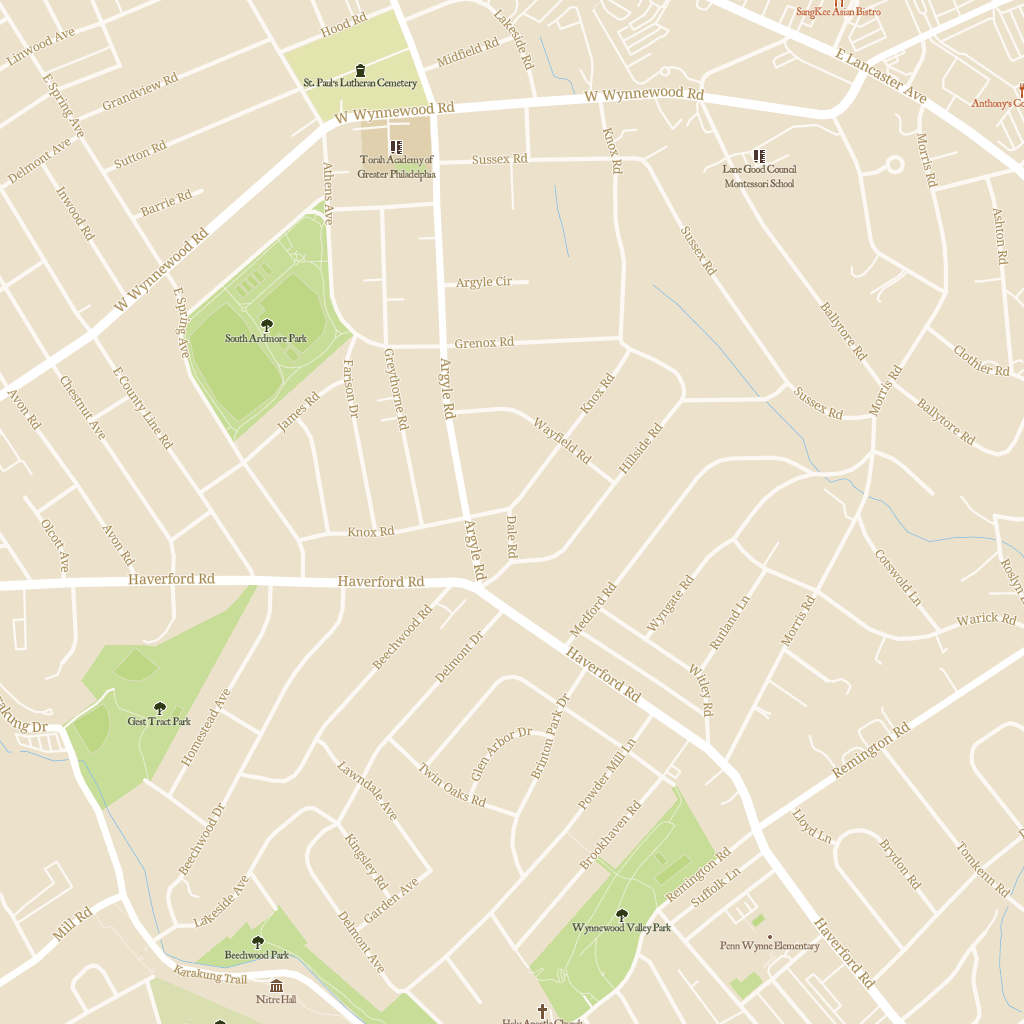 SangKee Asian Bistro
Hood Rd
Lakeside Rd
Linwood Ave
Midfield Rd
E Lancaster Ave
St. Paul's Lutheran Cemetery
Grandview Rd
E Spring Ave
W Wynnewood Rd
W Wynnewood Rd
Sutton Rd
Delmont Ave
Torah Academy of
Greater Philadelphia
Sussex Rd
Knox Rd
Lane Good Council
Montessori School
Morris Rd
Athens Ave
Barrie Rd
Inwood Rd
Ashton Rd
W Wynnewood Rd
Sussex Rd
Argyle Cir
E Spring Ave
South Ardmore Park
Ballytore Rd
Grenox Rd
Clothier Rd
Farison Dr
Greythorne Rd
Argyle Rd
Knox Rd
Morris Rd
Avon Rd
Chestnut Ave
E County Line Rd
James Rd
Sussex Rd
Ballytore Rd
Wayfield Rd
Hillside Rd
Olcott Ave
Avon Rd
Knox Rd
Argyle Rd
Dale Rd
Haverford Rd
Haverford Rd
Cotswold Ln
Medford Rd
Wyngate Rd
Rutland Ln
Morris Rd
Warick Rd
Beechwood Rd
Delmont Dr
Haverford Rd
Witley Rd
Gest Tract Park
Homestead Ave
Glen Arbor Dr
Brinton Park Dr
Powder Mill Ln
Remington Rd
Twin Oaks Rd
Lawndale Ave
Beechwood Dr
Kingsley Rd
Brookhaven Rd
Lloyd Ln
Brydon Rd
Tomkenn Rd
Remington Rd
Suffolk Ln
Garden Ave
Lakeside Ave
Mill Rd
Delmont Ave
Wynnewood Valley Park
Penn Wynne Elementary
Haverford Rd
Beechwood Park
Karakung Trail
Nitre Hall